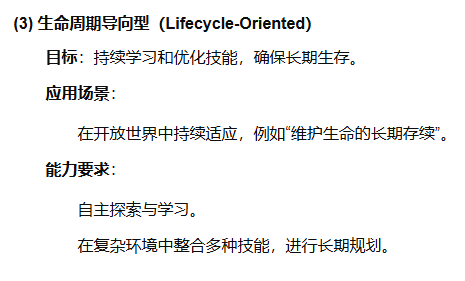 (3) 生命周期导向型（Lifecycle-Oriented）
目标：持续学习和优化技能，确保长期生存。
应用场景：
在开放世界中持续适应，例如“维护生命的长期存续”。
能力要求：
自主探索与学习。
在复杂环境中整合多种技能，进行长期规划。